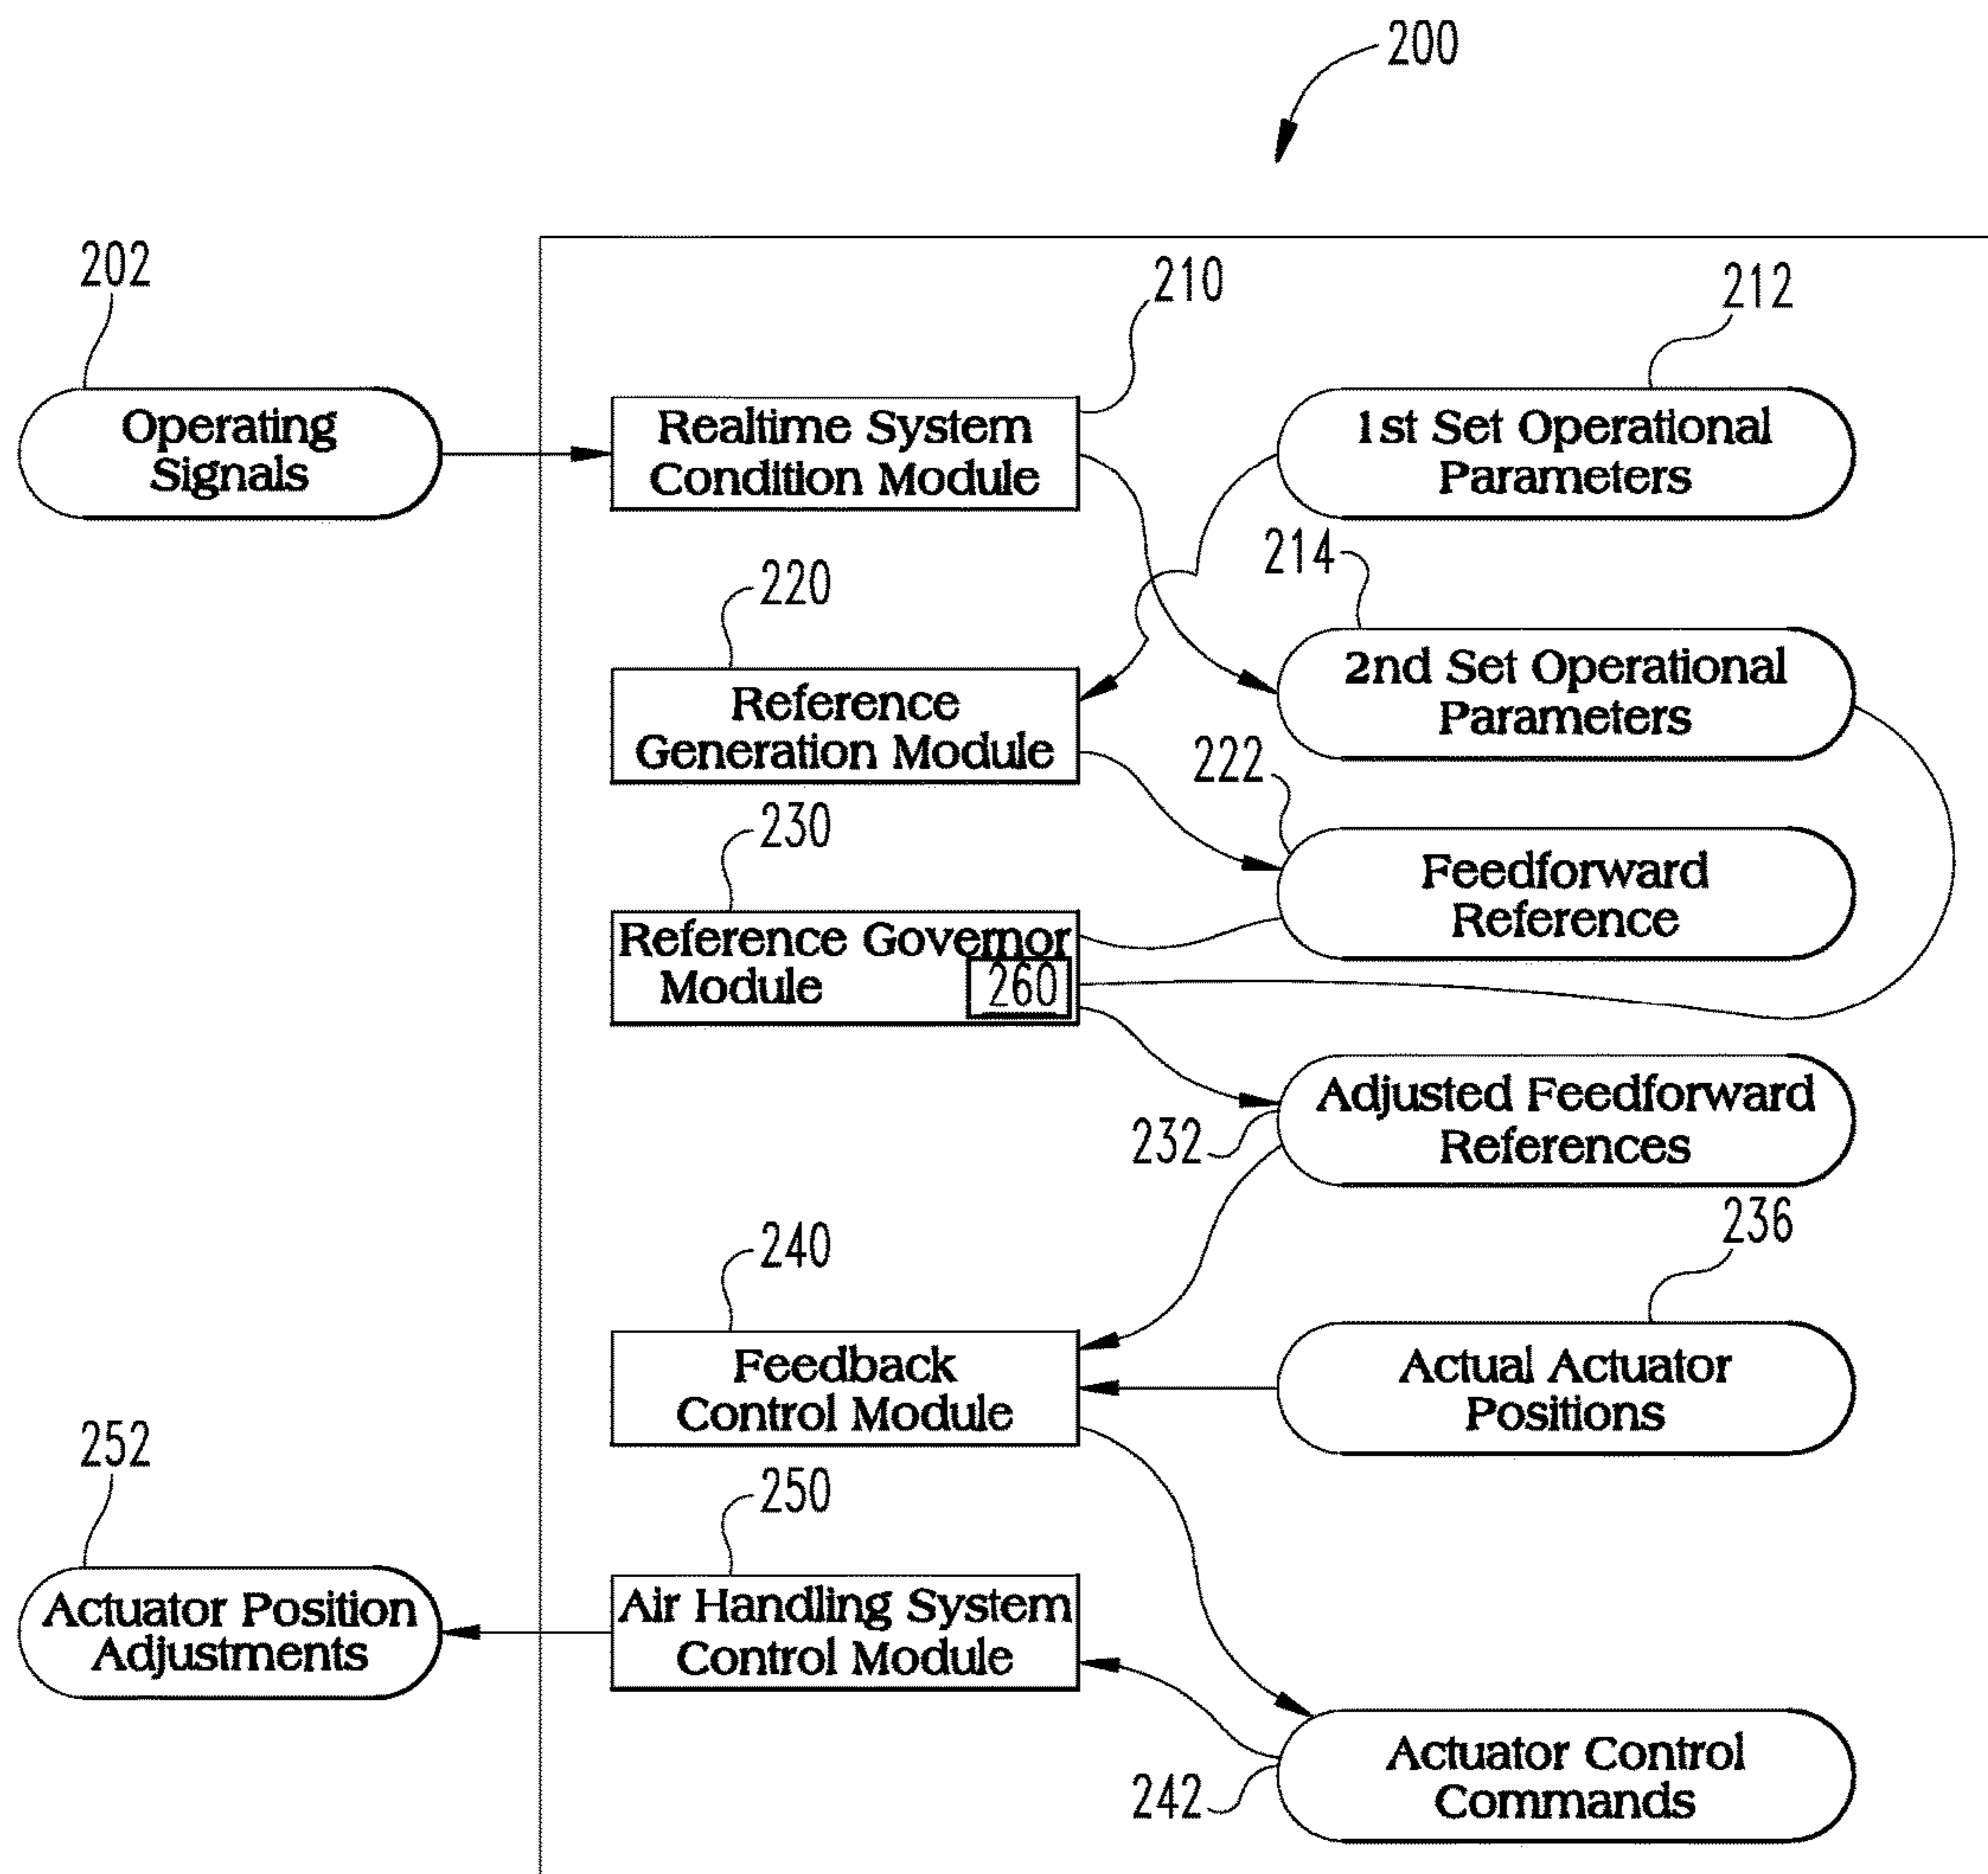 200
202
210
212
Operating
Signals
Realtime System
Condition Module
1st Set Operational
Parameters
214
220
2nd Set Operational
Parameters
Reference
Generation Module
222
230
Feedforward
Reference
Reference Governor
Module
260
Adjusted Feedforward
References
232
236
240
Feedback
Control Module
Actual Actuator
Positions
252
250
Actuator Position
Adjustments
Air Handling System
Control Module
Actuator Control
Commands
242